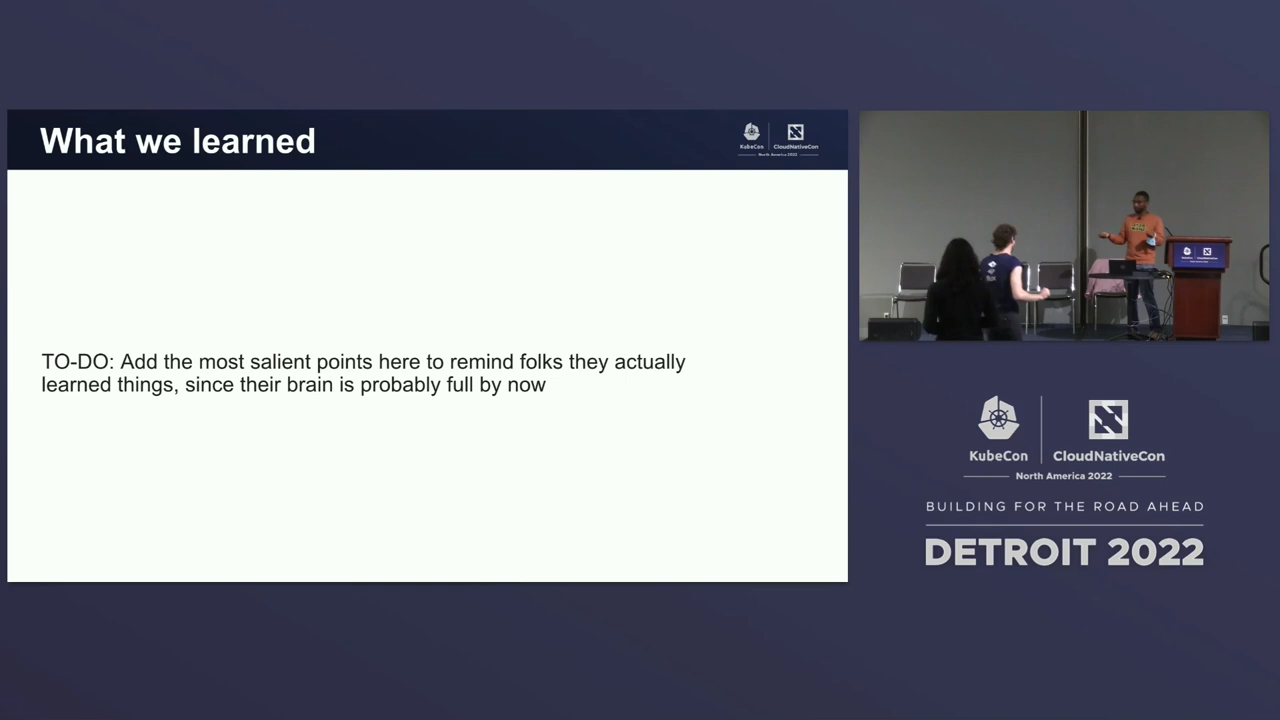 What we learned
KubeCon
CloudNativeCon
North America 2022
TO-DO: Add the most salient points here to remind folks they actually
learned things, since their brain is probably full by now
KubeCon
CloudNativeCon
North America 2022
BUILDING FOR THE ROAD AHEAD
DETROIT 2022